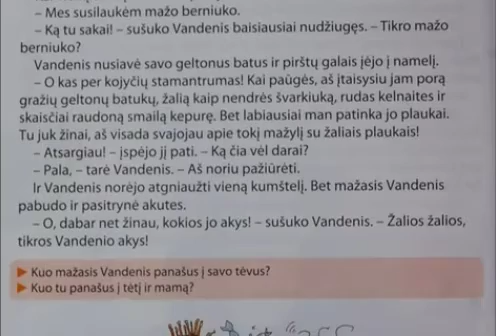 – Mes susilaukėm mažo berniuko.
– Ką tu sakai! – sušuko Vandenis baisiausiai nudžiugęs. – Tikro mažo
berniuko?
Vandenis nusiavė savo geltonus batus ir pirštų galais įėjo į namelį.
– O kas per kojyčių stamantrumas! Kai paūgės, aš įtaisysiu jam porą
gražių geltonų batukų, žalią kaip nendrės švarkiuką, rudas kelnaites ir
skaisčiai raudoną smailą kepurę. Bet labiausiai man patinka jo plaukai.
Tu juk žinai, aš visada svajojau apie tokį mažylį su žaliais plaukais!
– Atsargiau! – įspėjo jį pati. – Ką čia vėl darai?
– Pala, – tarė Vandenis. – Aš noriu pažiūrėti.
Ir Vandenis norėjo atgniaužti vieną kumštelį. Bet mažasis Vandenis
pabudo ir pasitrynė akutes.
– O, dabar net žinau, kokios jo akys! – sušuko Vandenis. – Žalios žalios,
tikros Vandenio akys!
Kuo mažasis Vandenis panašus į savo tėvus?
Kuo tu panašus į tėtį ir mamą?